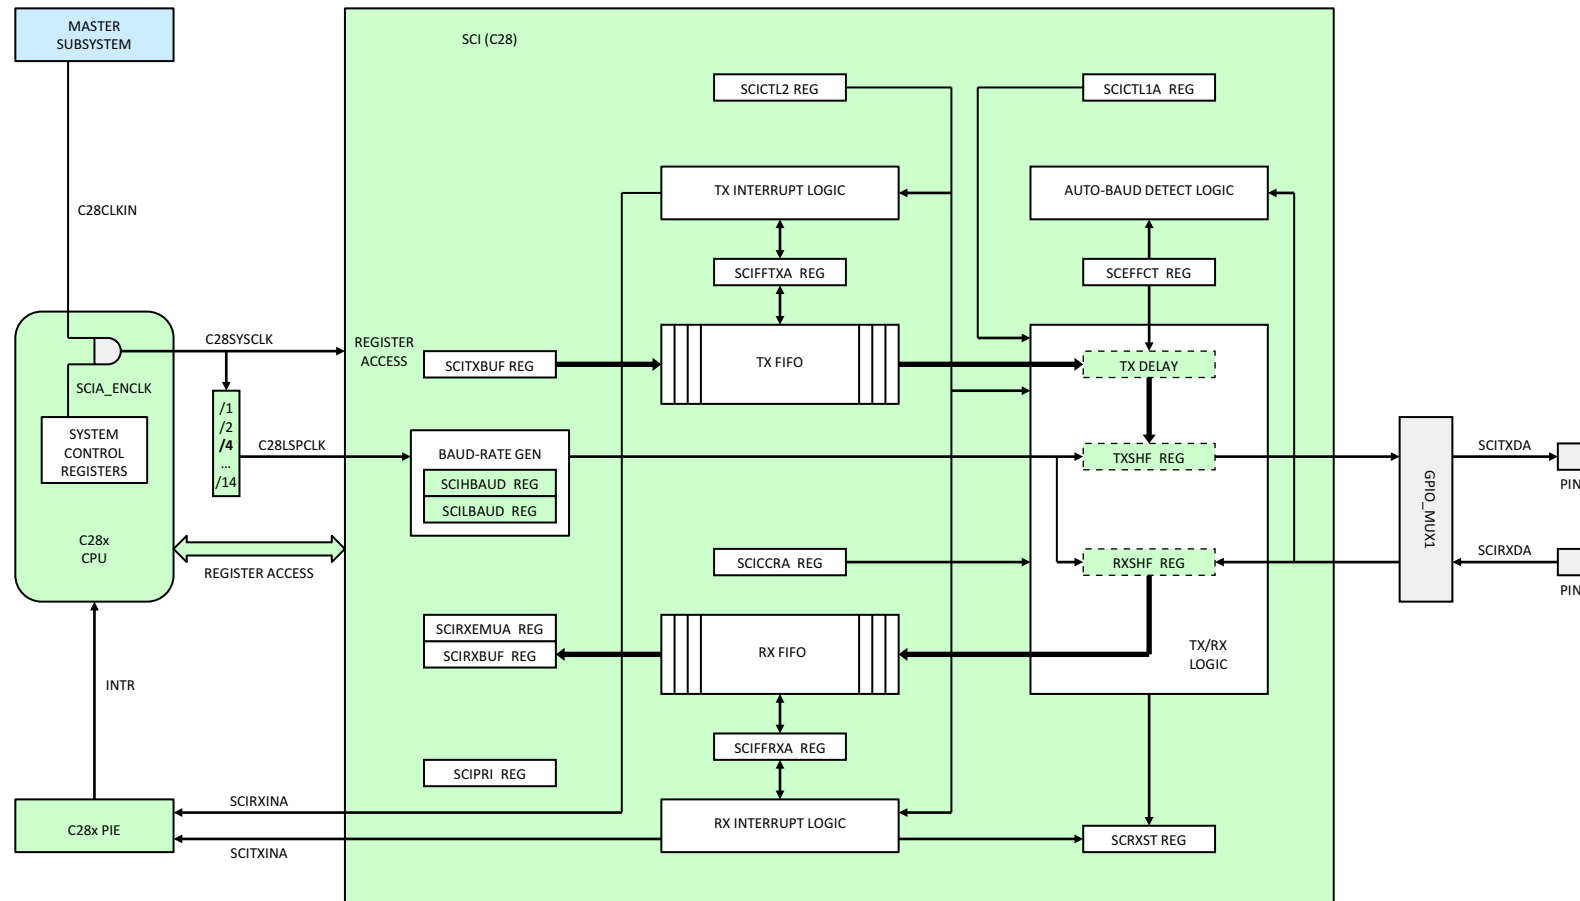 MASTER
SUBSYSTEM
SCI (C28)
SCICTL2 REG
SCICTL1A REG
C28CLKIN
TX INTERRUPT LOGIC
AUTO-BAUD DETECT LOGIC
SCIFFTXA REG
SCEFFCT REG
C28SYSCLK
REGISTER
ACCESS
SCITXBUF REG
TX FIFO
TX DELAY
SCIA_ENCLK
/1
/2
/4
...
/14
SYSTEM
CONTROL
REGISTERS
C28LSPCLK
BAUD-RATE GEN
SCIHBAUD REG
SCILBAUD REG
TXSHF REG
GPIO_MUX1
SCITXDA
PIN
C28x
CPU
REGISTER ACCESS
SCICCRA REG
RXSHF REG
SCIRXDA
PIN
SCIRXEMUA REG
SCIRXBUF REG
RX FIFO
TX/RX
LOGIC
INTR
SCIFFRXA REG
SCIPRI REG
SCIRXINA
C28x PIE
RX INTERRUPT LOGIC
SCRXST REG
SCITXINA